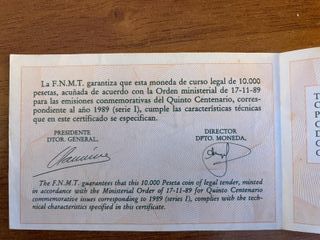 La F.N.M.T. garantiza que esta moneda de curso legal de 10.000
pesetas, acuñada de acuerdo con la Orden ministerial de 17-11-89
para las emisiones conmemorativas del Quinto Centenario, corres-
pondiente al año 1989 (serie I), cumple las características técnicas
que en este certificado se especifican.
PRESIDENTE
DTOR. GENERAL,
DIRECTOR
DPTO. MONEDA,
The F.N.M.T. guarantees that this 10.000 Peseta coin of legal tender, minted
in accordance with the Ministerial Order of 17-11-89 for Quinto Centenario
commemorative issues corresponding to 1989 (serie I), complies with the tech-
nical characteristics specified in this certificate.